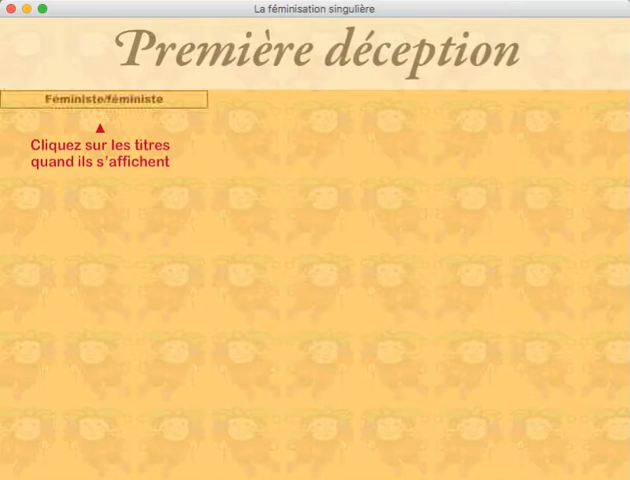 La féminisation singulière
Première déception
Féministe/féministe
Cliquez sur les titres
quand ils s'affichent